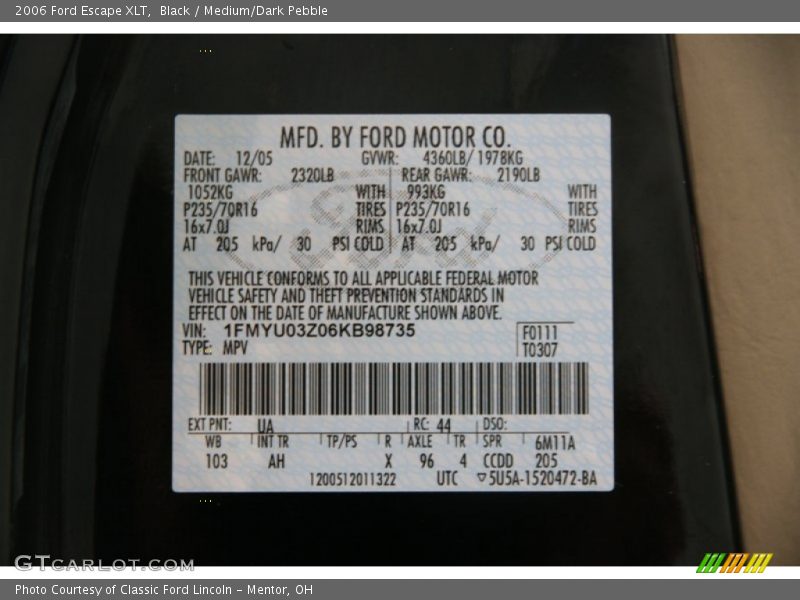 2006 Ford Escape XLT, Black / Medium/Dark Pebble
MFD. BY FORD MOTOR CO.
DATE: 12/05 GVWR: 4360LB/ 1978KG
FRONT GAWR: 2320LB REAR GAWR: 2190LB
1052KG WITH 993KG WITH
P235/70R16 TIRES P235/70R16 TIRES
16x7.0J RIMS 16x7.0J RIMS
AT 205 kPa/ 30 PSI COLD AT 205 kPa/ 30 PSI COLD
THIS VEHICLE CONFORMS TO ALL APPLICABLE FEDERAL MOTOR
VEHICLE SAFETY AND THEFT PREVENTION STANDARDS IN
EFFECT ON THE DATE OF MANUFACTURE SHOWN ABOVE.
VIN: 1FMYU03Z06KB98735 F0111
TYPE: MPV T0307
EXT PNT: UA RC: 44 DSO:
WB INT TR TP/PS R AXLE TR SPR 6M11A
103 AH X 96 4 CCDD 205
1200512011322 UTC ▽5U5A-1520472-BA
GTCARLOT.COM
Photo Courtesy of Classic Ford Lincoln - Mentor, OH